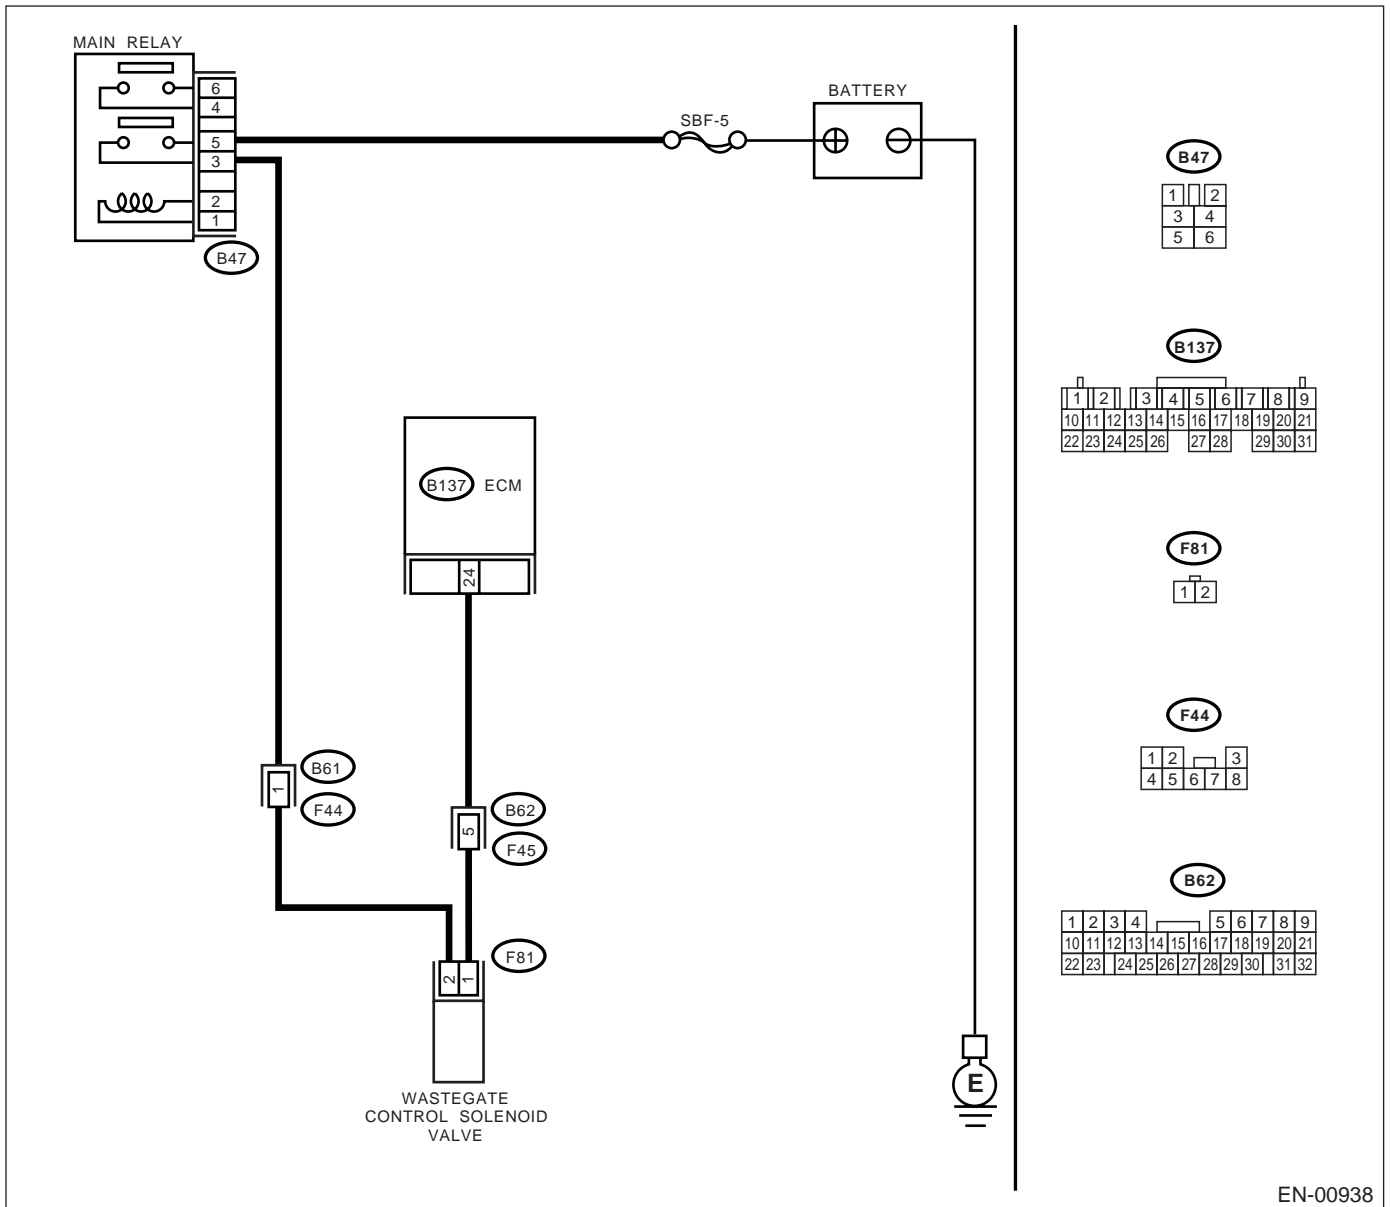 MAIN RELAY
6
4
5
3
2
1
B47
SBF-5
BATTERY
B137 ECM
24
B61
1
F44
B62
5
F45
F81
2 1
WASTEGATE
CONTROL SOLENOID
VALVE
E
B47
1 2
3 4
5 6
B137
1 2 3 4 5 6 7 8 9
10 11 12 13 14 15 16 17 18 19 20 21
22 23 24 25 26 27 28 29 30 31
F81
1 2
F44
1 2 3
4 5 6 7 8
B62
1 2 3 4 5 6 7 8 9
10 11 12 13 14 15 16 17 18 19 20 21
22 23 24 25 26 27 28 29 30 31 32
EN-00938